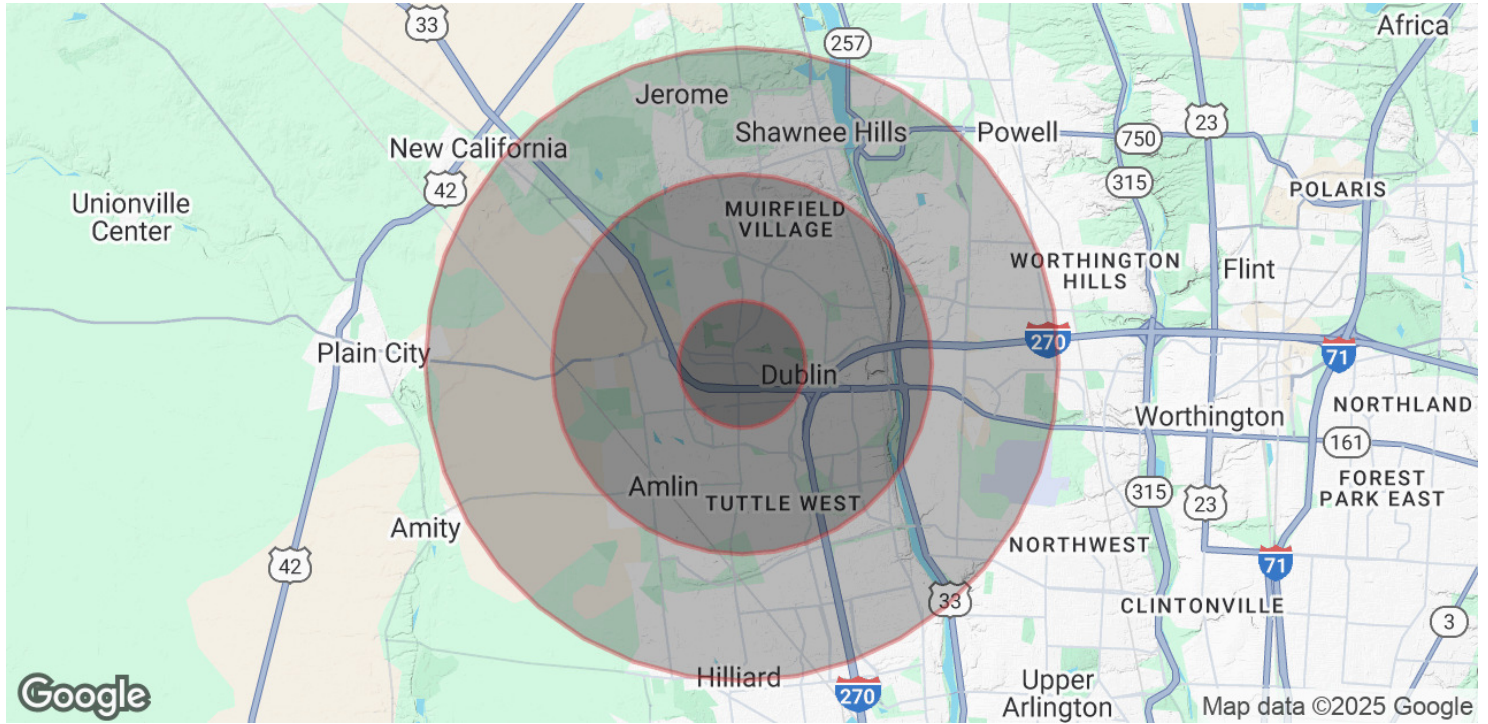 33
257
Africa
Jerome
New California
Shawnee Hills
Powell
750
23
42
315
POLARIS
Unionville
Center
MUIRFIELD
VILLAGE
WORTHINGTON
HILLS
Flint
Plain City
270
71
Dublin
Worthington
NORTHLAND
161
Amlin
TUTTLE WEST
315
23
FOREST
PARK EAST
Amity
42
NORTHWEST
71
33
CLINTONVILLE
3
Hilliard
270
Upper
Arlington
Google
Map data ©2025 Google